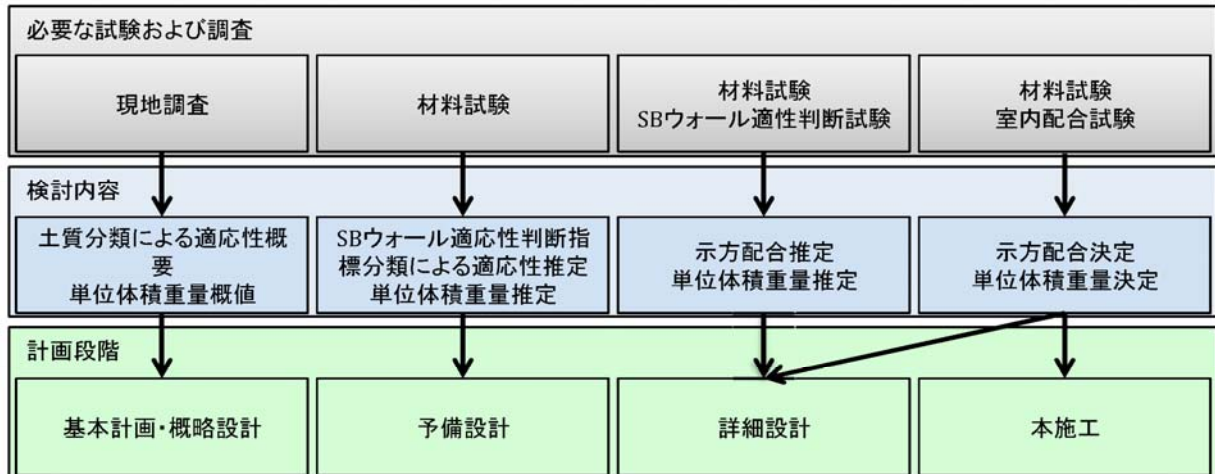 必要な試験および調査
現地調査
材料試験
材料試験
SBウォール適性判断試験
材料試験
室内配合試験
検討内容
土質分類による適応性概
要
単位体積重量概値
SBウォール適応性判断指
標分類による適応性推定
単位体積重量推定
示方配合推定
単位体積重量推定
示方配合決定
単位体積重量決定
計画段階
基本計画・概略設計
予備設計
詳細設計
本施工